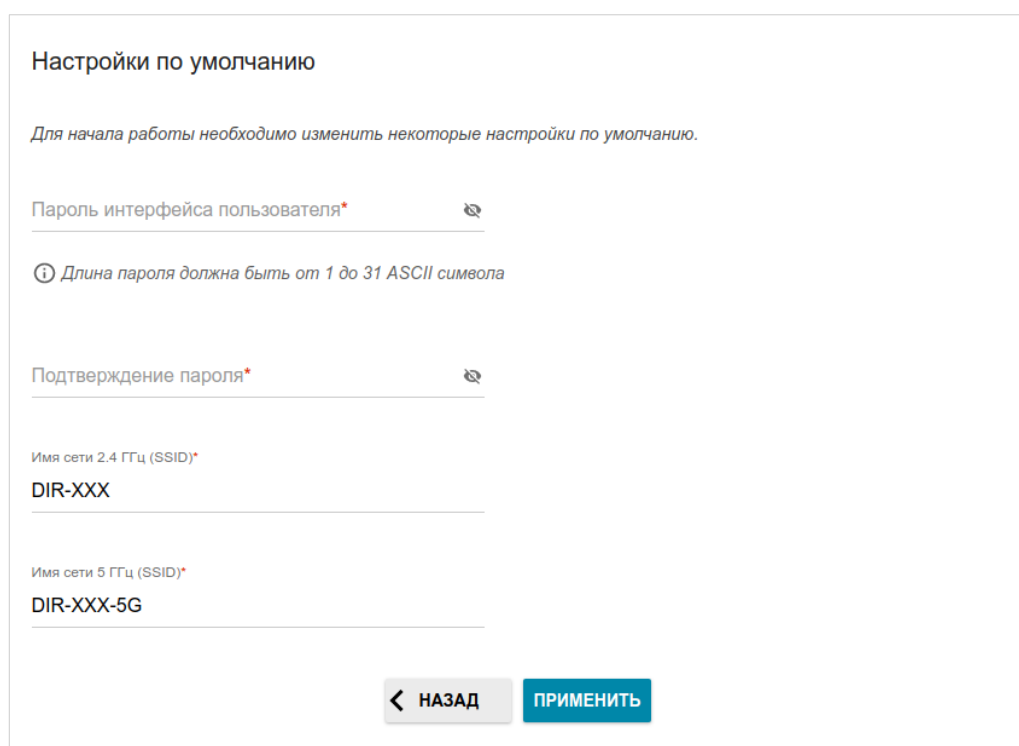 Настройки по умолчанию
Для начала работы необходимо изменить некоторые настройки по умолчанию.
Пароль интерфейса пользователя*
Длина пароля должна быть от 1 до 31 ASCII символа
Подтверждение пароля*
Имя сети 2.4 ГГц (SSID)*
DIR-XXX
Имя сети 5 ГГц (SSID)*
DIR-XXX-5G
НАЗАД
ПРИМЕНИТЬ